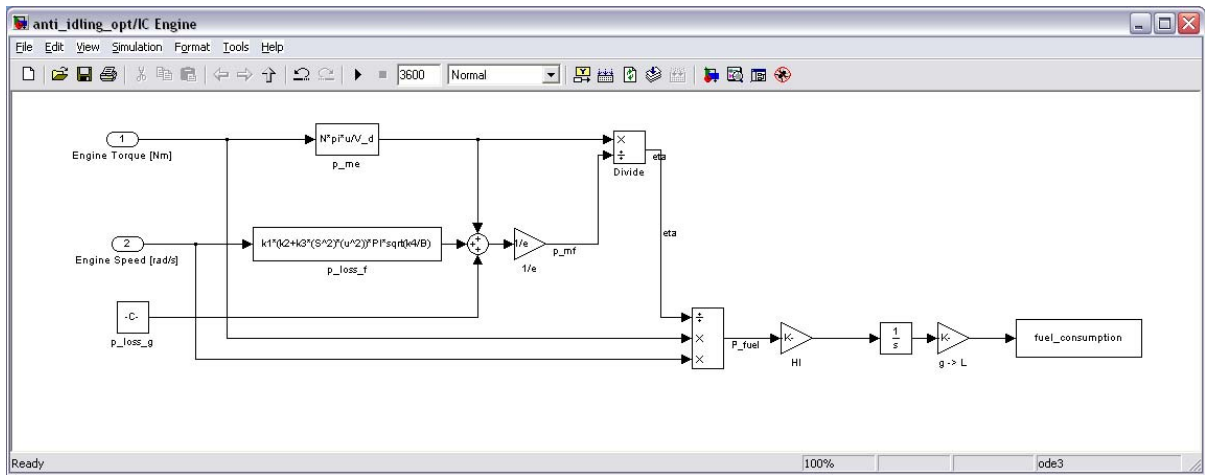 anti_idling_opt/IC Engine
File Edit View Simulation Format Tools Help
3600 Normal
1
Engine Torque [Nm]
N*pi*u/V_d
p_me
×
÷
Divide
eta
2
Engine Speed [rad/s]
k1*(k2+k3*(S^2)*(u^2))*PI*sqrt(k4/B)
p_loss_f
+
+
+
1/e
1/e
p_mf
eta
-C-
p_loss_g
÷
×
×
P_fuel
-K-
HI
1
s
-K-
g -> L
fuel_consumption
Ready 100% ode3